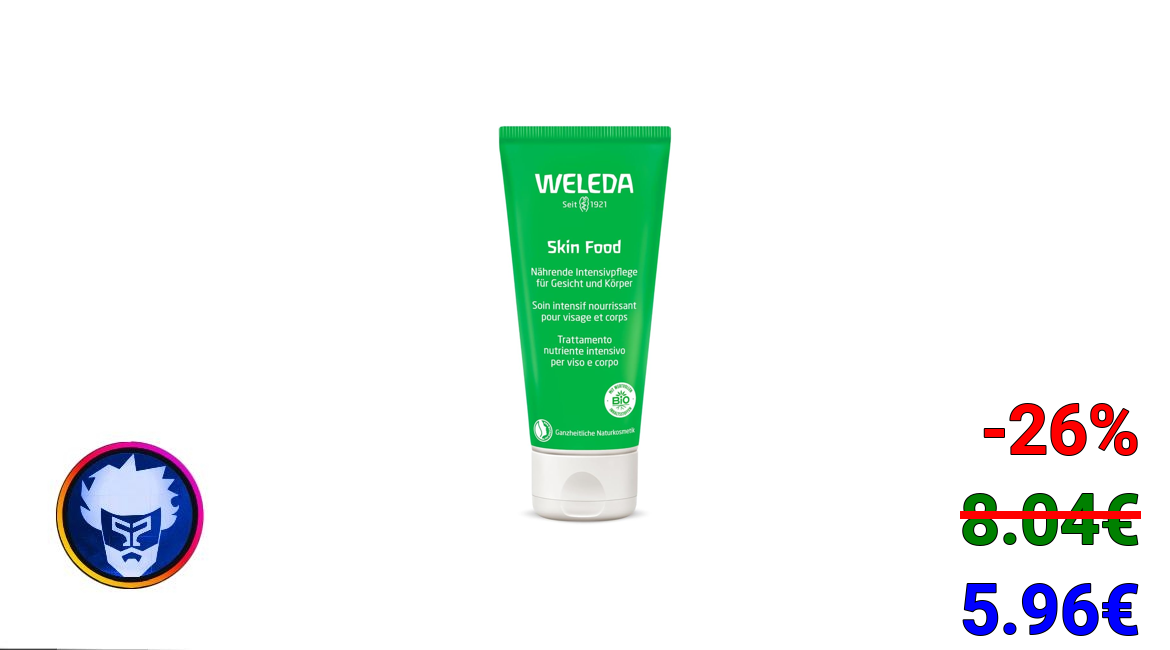 WELEDA
Seit 1921
Skin Food
Nährende Intensivpflege
für Gesicht und Körper
Soin intensif nourrissant
pour visage et corps
Trattamento
nutriente intensivo
per viso e corpo
BIO
Ganzheitliche Naturkosmetik
-26%
8.04€
5.96€